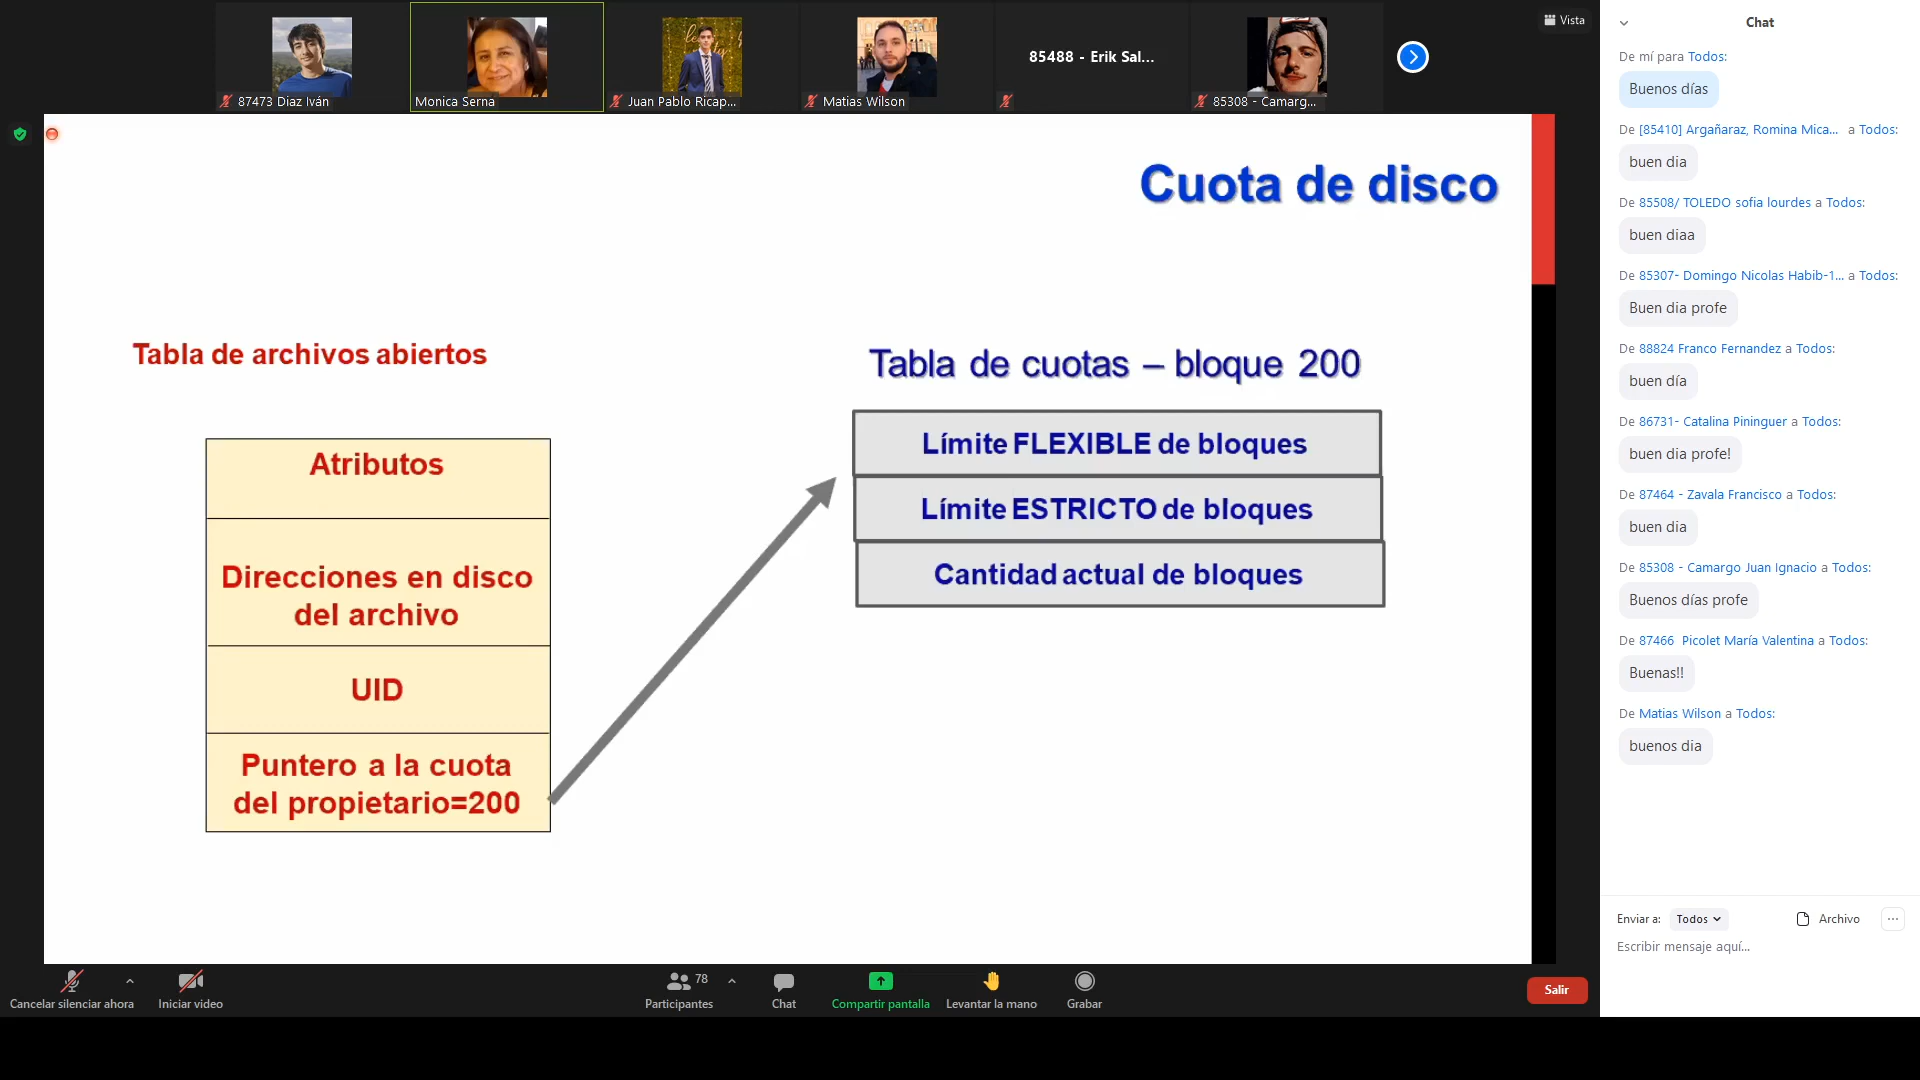 87473 Diaz Iván
Monica Serna
Juan Pablo Ricap...
Matias Wilson
85488 - Erik Sal...
85308 - Camarg...
Vista
Cuota de disco
Tabla de archivos abiertos
Atributos
Direcciones en disco
del archivo
UID
Puntero a la cuota
del propietario=200
Tabla de cuotas – bloque 200
Límite FLEXIBLE de bloques
Límite ESTRICTO de bloques
Cantidad actual de bloques
Chat
De mí para Todos:
Buenos días
De [85410] Argañaraz, Romina Mica... a Todos:
buen dia
De 85508/ TOLEDO sofia lourdes a Todos:
buen diaa
De 85307- Domingo Nicolas Habib-1... a Todos:
Buen dia profe
De 88824 Franco Fernandez a Todos:
buen día
De 86731- Catalina Pininguer a Todos:
buen dia profe!
De 87464 - Zavala Francisco a Todos:
buen dia
De 85308 - Camargo Juan Ignacio a Todos:
Buenos días profe
De 87466 Picolet María Valentina a Todos:
Buenas!!
De Matias Wilson a Todos:
buenos dia
Enviar a: Todos
Archivo
Escribir mensaje aquí...
Cancelar silenciar ahora
Iniciar video
78
Participantes
Chat
Compartir pantalla
Levantar la mano
Grabar
Salir